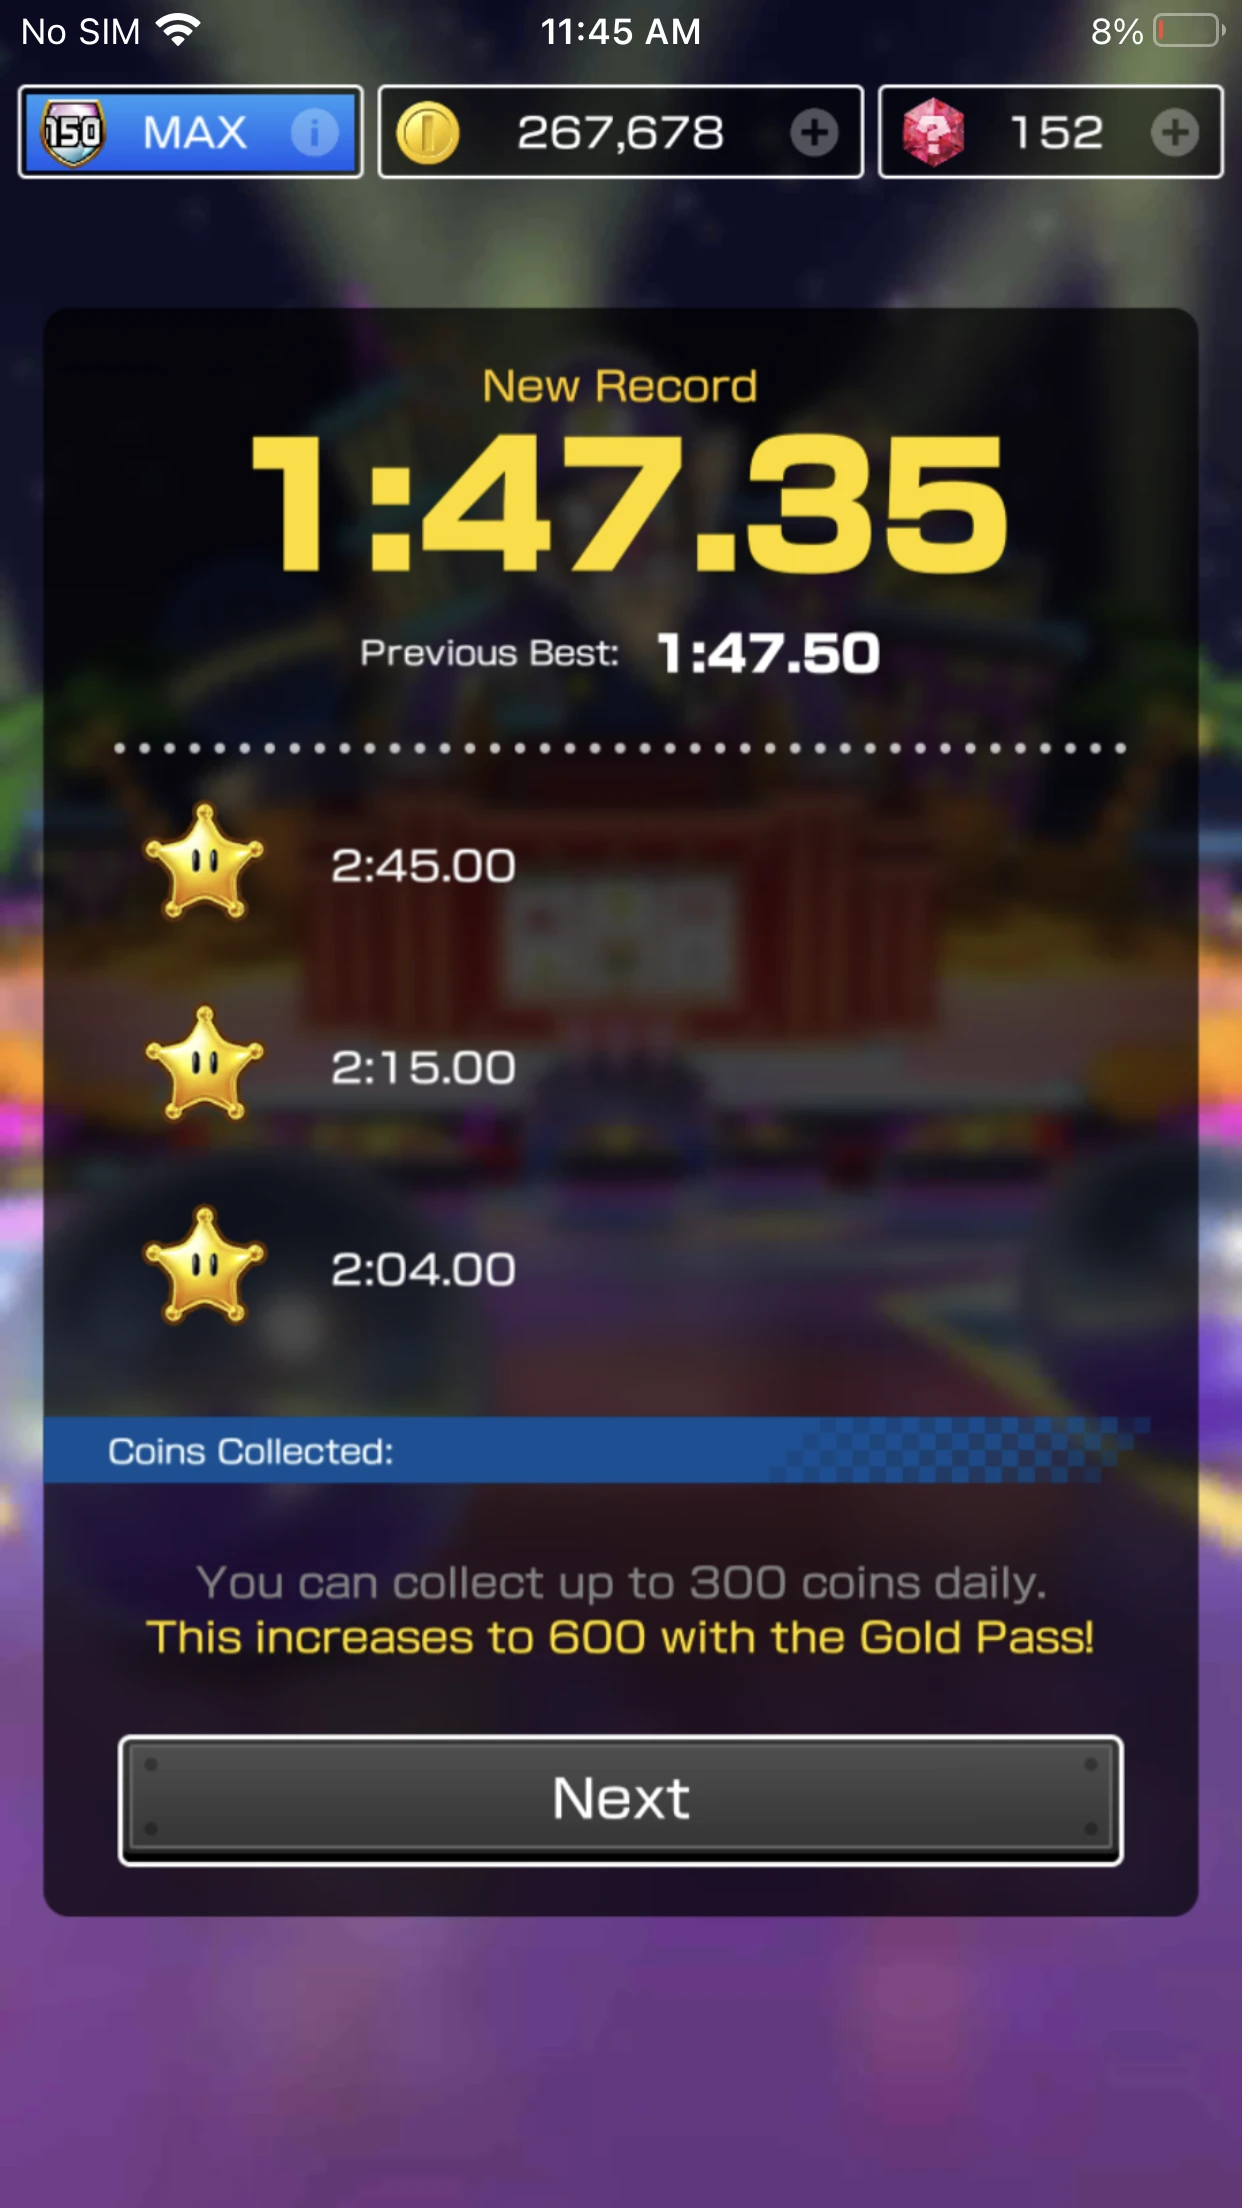 No SIM 11:45 AM 8%
150 MAX i 267,678 + ? 152 +
New Record
1:47.35
Previous Best: 1:47.50
2:45.00
2:15.00
2:04.00
Coins Collected:
You can collect up to 300 coins daily.
This increases to 600 with the Gold Pass!
Next